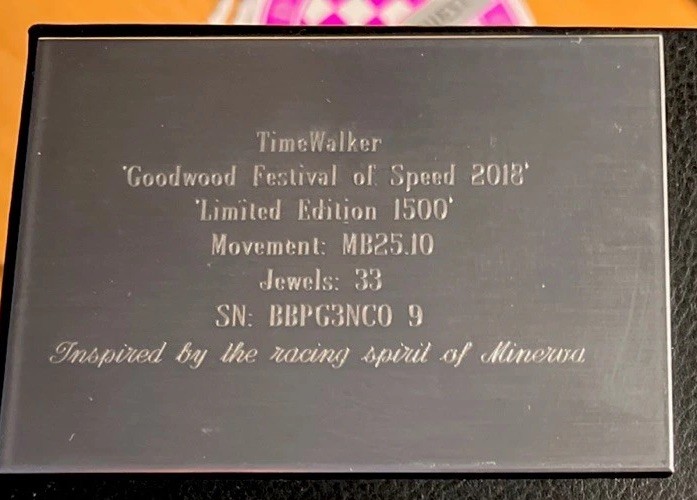 TimeWalker
'Goodwood Festival of Speed 2018'
'Limited Edition 1500'
Movement: MB25.10
Jewels: 33
SN: BBPG3NCO 9
Inspired by the racing spirit of Minerva